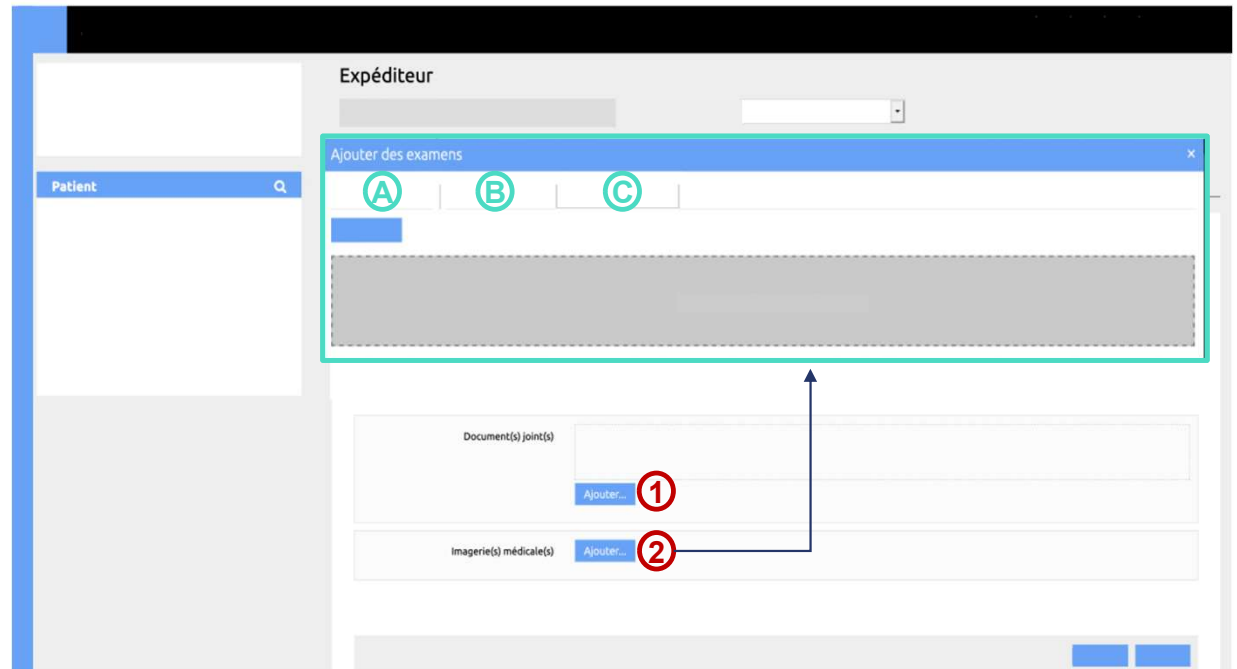 Expéditeur
Ajouter des examens ×
Patient
A B C
Document(s) joint(s)
Ajouter... 1
Imagerie(s) médicale(s) Ajouter... 2